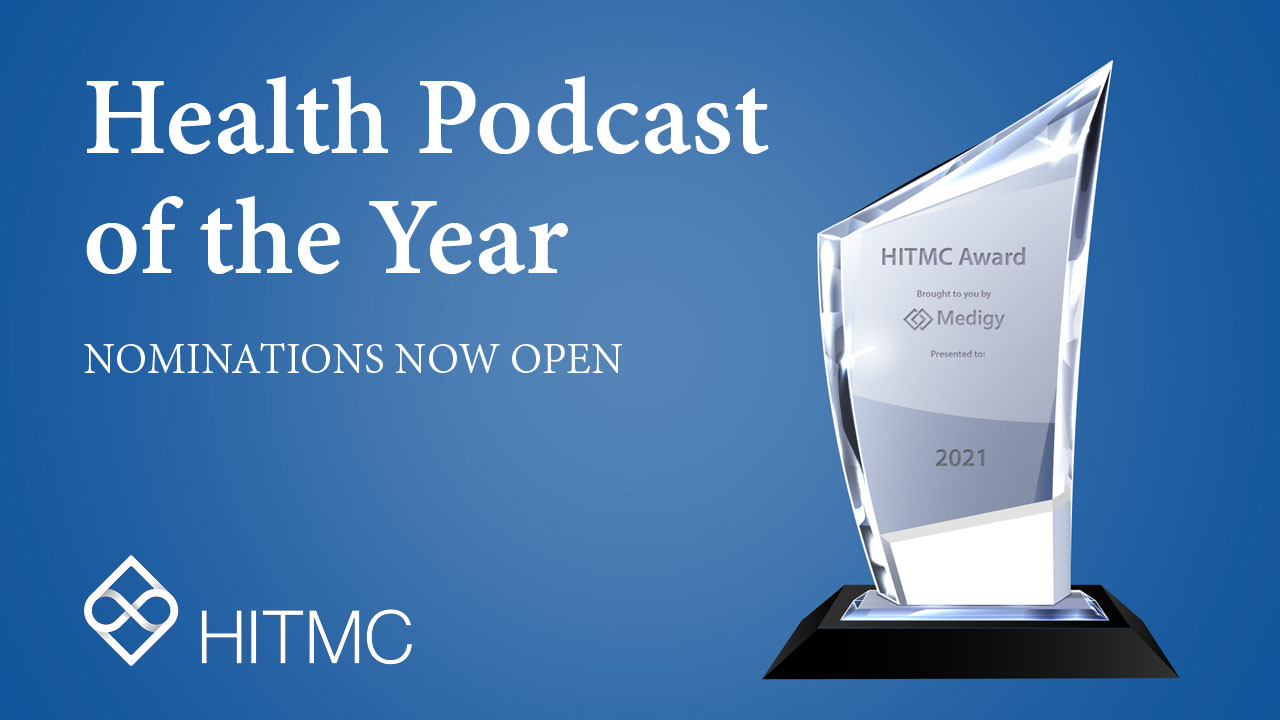 Health Podcast
of the Year
NOMINATIONS NOW OPEN
HITMC
HITMC Award
Brought to you by
Medigy
Presented to:
2021